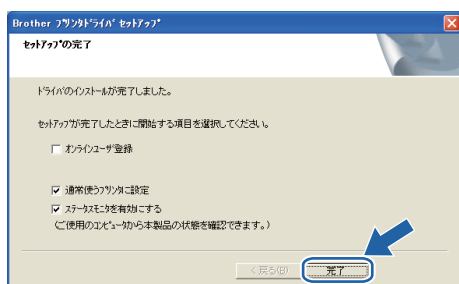 Brother ﾌﾟﾘﾝﾀﾄﾞﾗｲﾊﾞ ｾｯﾄｱｯﾌﾟ
ｾｯﾄｱｯﾌﾟの完了
ﾄﾞﾗｲﾊﾞのｲﾝｽﾄｰﾙが完了しました。
ｾｯﾄｱｯﾌﾟが完了したときに開始する項目を選択してください。
ｵﾝﾗｲﾝﾕｰｻﾞ登録
通常使うﾌﾟﾘﾝﾀに設定
ｽﾃｰﾀｽﾓﾆﾀを有効にする
(ご使用のｺﾝﾋﾟｭｰﾀから本製品の状態を確認できます。)
< 戻る(B) 完了